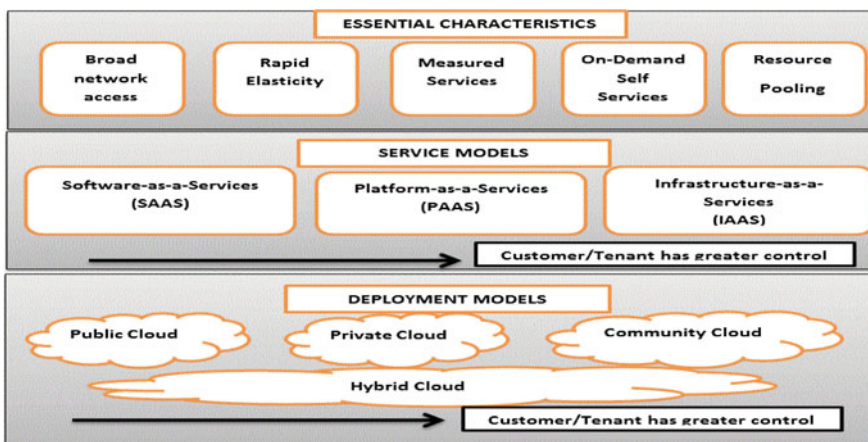 ESSENTIAL CHARACTERISTICS
Broad
network
access
Rapid
Elasticity
Measured
Services
On-Demand
Self
Services
Resource
Pooling
SERVICE MODELS
Software-as-a-Services
(SAAS)
Platform-as-a-Services
(PAAS)
Infrastructure-as-a-
Services
(IAAS)
Customer/Tenant has greater control
DEPLOYMENT MODELS
Public Cloud
Private Cloud
Community Cloud
Hybrid Cloud
Customer/Tenant has greater control